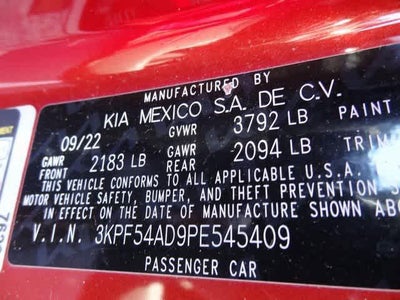 MANUFACTURED BY
KIA MEXICO S.A. DE C.V.
09/22 GVWR 3792 LB PAINT
GAWR FRONT 2183 LB GAWR REAR 2094 LB TRIM
THIS VEHICLE CONFORMS TO ALL APPLICABLE U.S.A.
MOTOR VEHICLE SAFETY, BUMPER, AND THEFT PREVENTION
IN EFFECT ON THE DATE OF MANUFACTURE SHOWN ABOVE
V.I.N. 3KPF54AD9PE545409
PASSENGER CAR